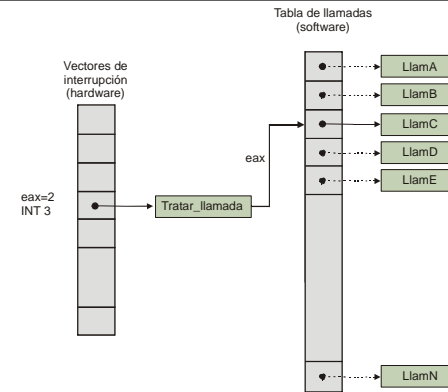 Tabla de llamadas
(software)
Vectores de
interrupción
(hardware)
LlamA
LlamB
LlamC
LlamD
LlamE
eax
eax=2
INT 3
Tratar_llamada
LlamN